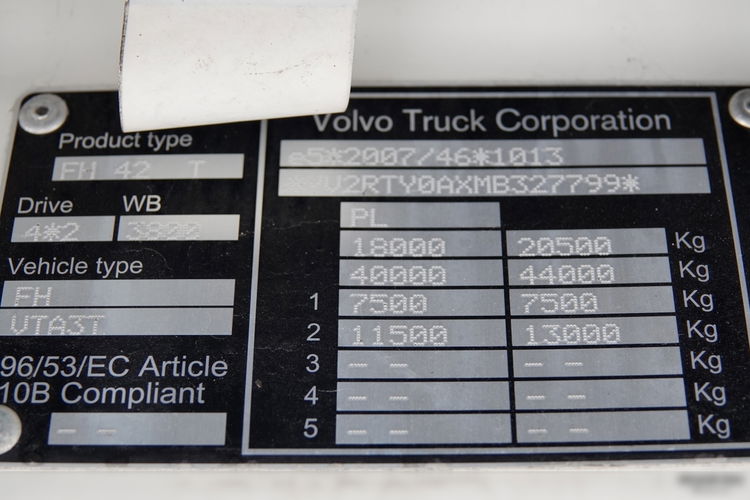 Volvo Truck Corporation
Product type
FH 42 T
Drive WB
4*2 3800
Vehicle type
FH
VTA3T
96/53/EC Article
10B Compliant
– –
e5*2007/46*1013
V2RTY0AXMB327799*
PL
18000 20500 Kg
40000 44000 Kg
1 7500 7500 Kg
2 11500 13000 Kg
3 – – – – Kg
4 – – – – Kg
5 – – – – Kg